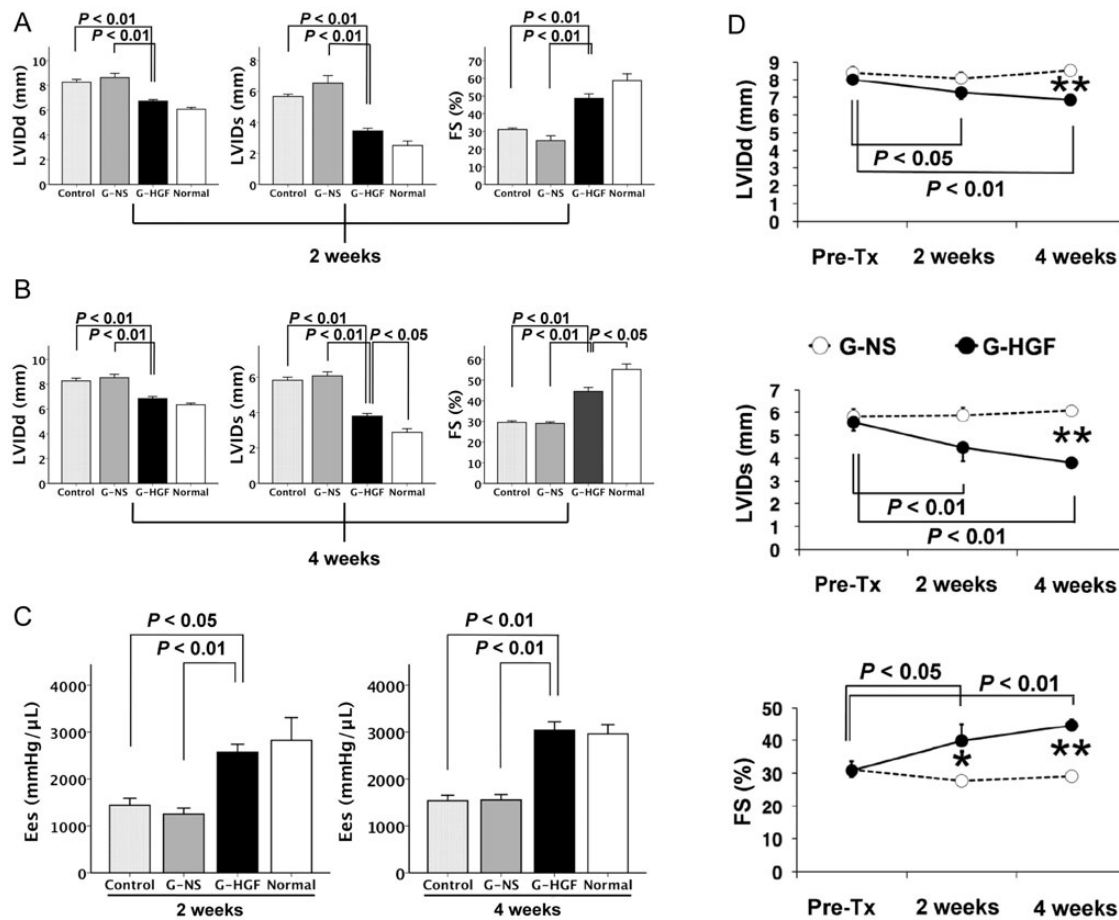 A
P < 0.01
P < 0.01
LVIDd (mm)
10
8
6
4
2
0
Control G-NS G-HGF Normal
P < 0.01
P < 0.01
LVIDs (mm)
8
6
4
2
0
Control G-NS G-HGF Normal
P < 0.01
P < 0.01
FS (%)
70
60
50
40
30
20
10
0
Control G-NS G-HGF Normal
2 weeks
B
P < 0.01
P < 0.01
LVIDd (mm)
10
8
6
4
2
0
Control G-NS G-HGF Normal
P < 0.01
P < 0.01
P < 0.05
LVIDs (mm)
6
4
2
0
Control G-NS G-HGF Normal
P < 0.01
P < 0.01
P < 0.05
FS (%)
60
50
40
30
20
10
0
Control G-NS G-HGF Normal
4 weeks
C
P < 0.05
P < 0.01
Ees (mmHg/μL)
4000
3000
2000
1000
0
Control G-NS G-HGF Normal
2 weeks
P < 0.01
P < 0.01
Ees (mmHg/μL)
4000
3000
2000
1000
0
Control G-NS G-HGF Normal
4 weeks
D
LVIDd (mm)
9
8
7
6
5
4
3
2
1
0
**
P < 0.05
P < 0.01
Pre-Tx 2 weeks 4 weeks
G-NS G-HGF
LVIDs (mm)
7
6
5
4
3
2
1
0
**
P < 0.01
P < 0.01
Pre-Tx 2 weeks 4 weeks
P < 0.05
P < 0.01
FS (%)
50
40
30
20
10
0
*
**
Pre-Tx 2 weeks 4 weeks